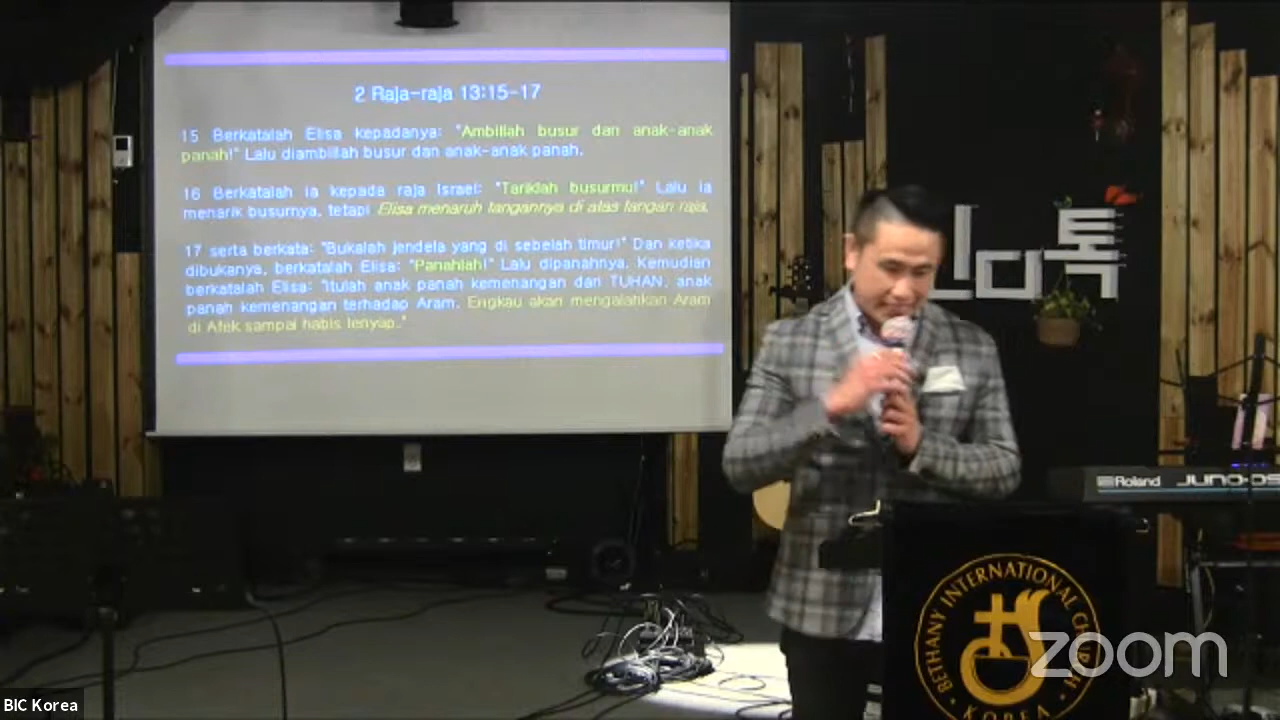 2 Raja-raja 13:15-17
15 Berkatalah Elisa kepadanya: "Ambillah busur dan anak-anak
panah!" Lalu diambillah busur dan anak-anak panah.
16 Berkatalah ia kepada raja Israel: "Tariklah busurmu!" Lalu ia
menarik busurnya, tetapi Elisa menaruh tangannya di atas tangan raja,
17 serta berkata: "Bukalah jendela yang di sebelah timur!" Dan ketika
dibukanya, berkatalah Elisa: "Panahlah!" Lalu dipanahnya. Kemudian
berkatalah Elisa: "Itulah anak panah kemenangan dari TUHAN, anak
panah kemenangan terhadap Aram. Engkau akan mengalahkan Aram
di Afek sampai habis lenyap."
톡
Roland JUNO-DS
BETHANY INTERNATIONAL CHURCH
KOREA
zoom
BIC Korea